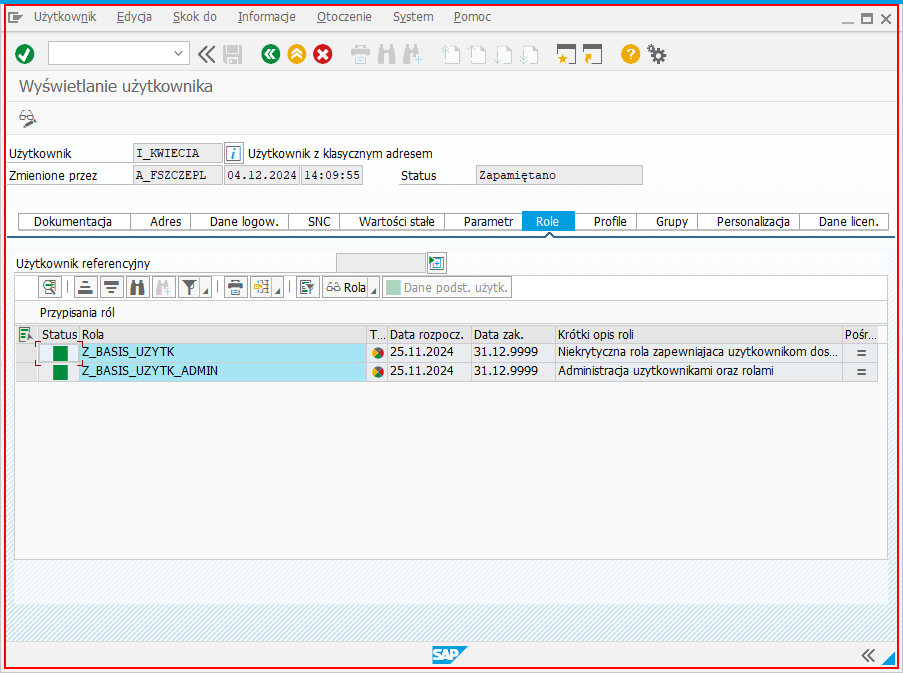 Użytkownik Edycja Skok do Informacje Otoczenie System Pomoc
Wyświetlanie użytkownika
Użytkownik I_KWIECIA i Użytkownik z klasycznym adresem
Zmienione przez A_FSZCZEPL 04.12.2024 14:09:55 Status Zapamiętano
Dokumentacja Adres Dane logow. SNC Wartości stałe Parametr Role Profile Grupy Personalizacja Dane licen.
Użytkownik referencyjny
Rola Dane podst. użytk.
Przypisania ról
Status Rola T... Data rozpocz. Data zak. Krótki opis roli Pośr...
Z_BASIS_UZYTK 25.11.2024 31.12.9999 Niekrytyczna rola zapewniajaca uzytkownikom dos... =
Z_BASIS_UZYTK_ADMIN 25.11.2024 31.12.9999 Administracja uzytkownikami oraz rolami =
SAP